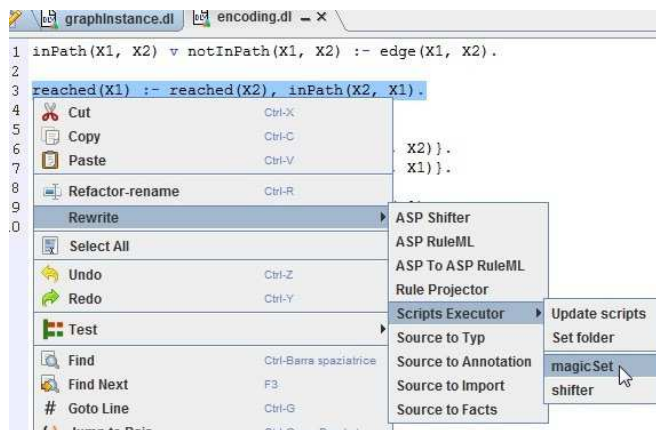 graphInstance.dl encoding.dl
1 inPath(X1, X2) v notInPath(X1, X2) :- edge(X1, X2).
2
3 reached(X1) :- reached(X2), inPath(X2, X1).
4
5
6 X2)}.
7 X1)}.
8
9
Cut Ctrl-X
Copy Ctrl-C
Paste Ctrl-V
Refactor-rename Ctrl-R
Rewrite
Select All
Undo Ctrl-Z
Redo Ctrl-Y
Test
Find Ctrl-Barra spaziatrice
Find Next F3
# Goto Line Ctrl-G
ASP Shifter
ASP RuleML
ASP To ASP RuleML
Rule Projector
Scripts Executor
Source to Typ
Source to Annotation
Source to Import
Source to Facts
Update scripts
Set folder
magicSet
shifter